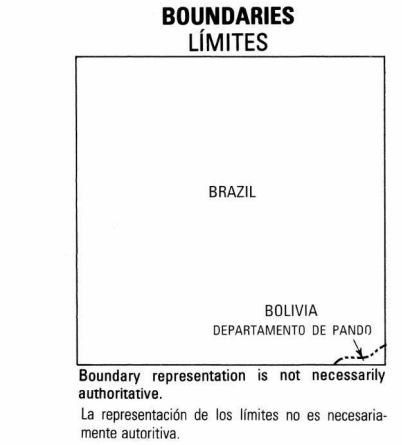 BOUNDARIES
LÍMITES
BRAZIL
BOLIVIA
DEPARTAMENTO DE PANDO
Boundary representation is not necessarily
authoritative.
La representación de los límites no es necesaria-
mente autoritiva.